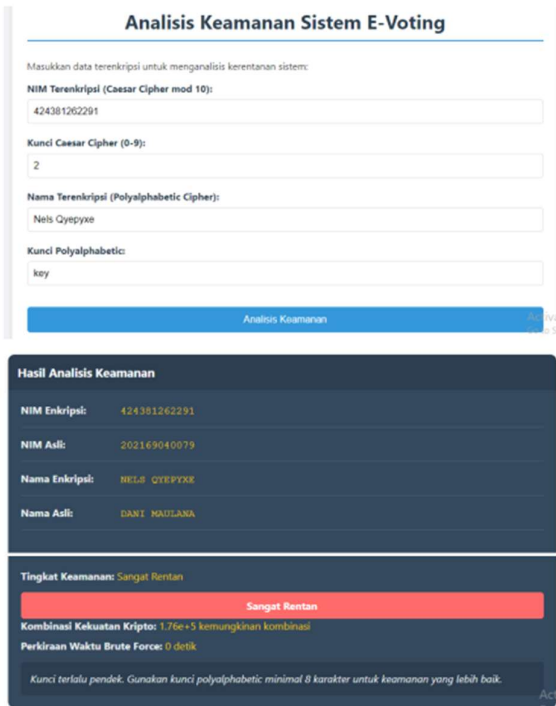 Analisis Keamanan Sistem E-Voting
Masukkan data terenkripsi untuk menganalisis kerentanan sistem:
NIM Terenkripsi (Caesar Cipher mod 10):
424381262291
Kunci Caesar Cipher (0-9):
2
Nama Terenkripsi (Polyalphabetic Cipher):
Nels Qyepyxe
Kunci Polyalphabetic:
key
Analisis Keamanan
Hasil Analisis Keamanan
NIM Enkripsi: 424381262291
NIM Asli: 202169040079
Nama Enkripsi: NELS QYEPYXE
Nama Asli: DANI MAULANA
Tingkat Keamanan: Sangat Rentan
Sangat Rentan
Kombinasi Kekuatan Kripto: 1.76e+5 kemungkinan kombinasi
Perkiraan Waktu Brute Force: 0 detik
Kunci terlalu pendek. Gunakan kunci polyalphabetic minimal 8 karakter untuk keamanan yang lebih baik.